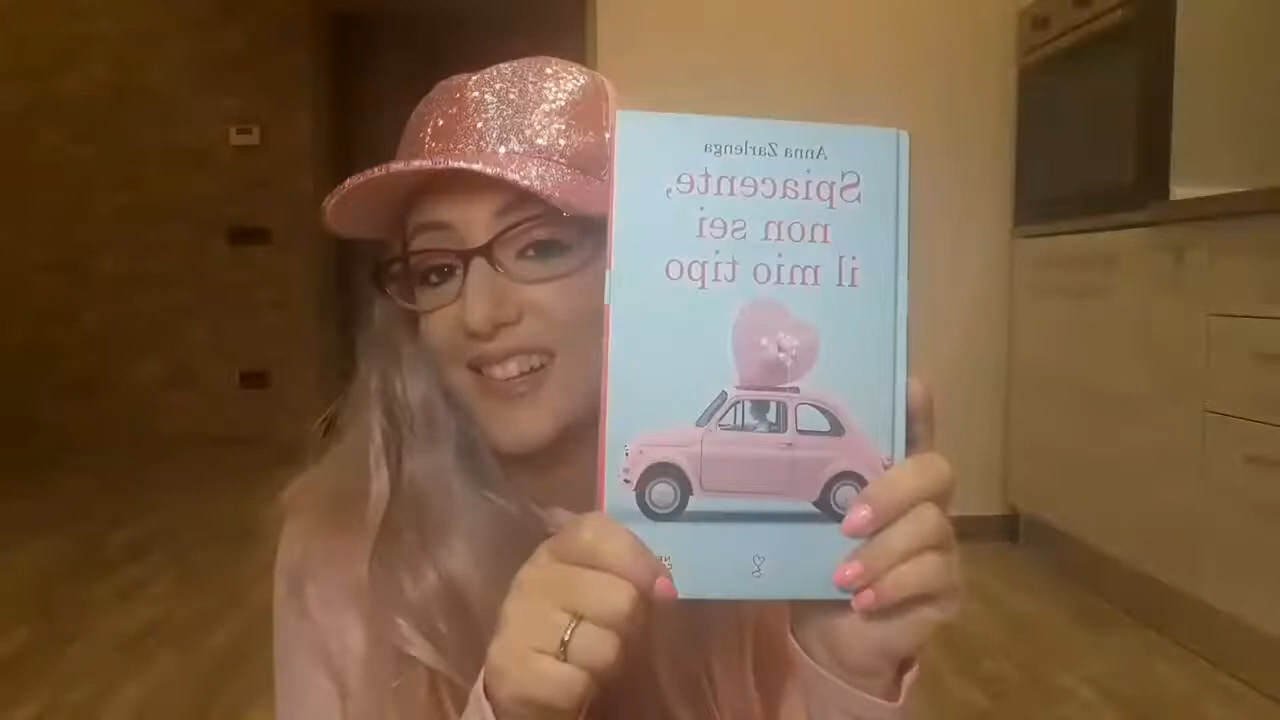 Anna Zarlenga
Spiacente,
non sei
il mio tipo